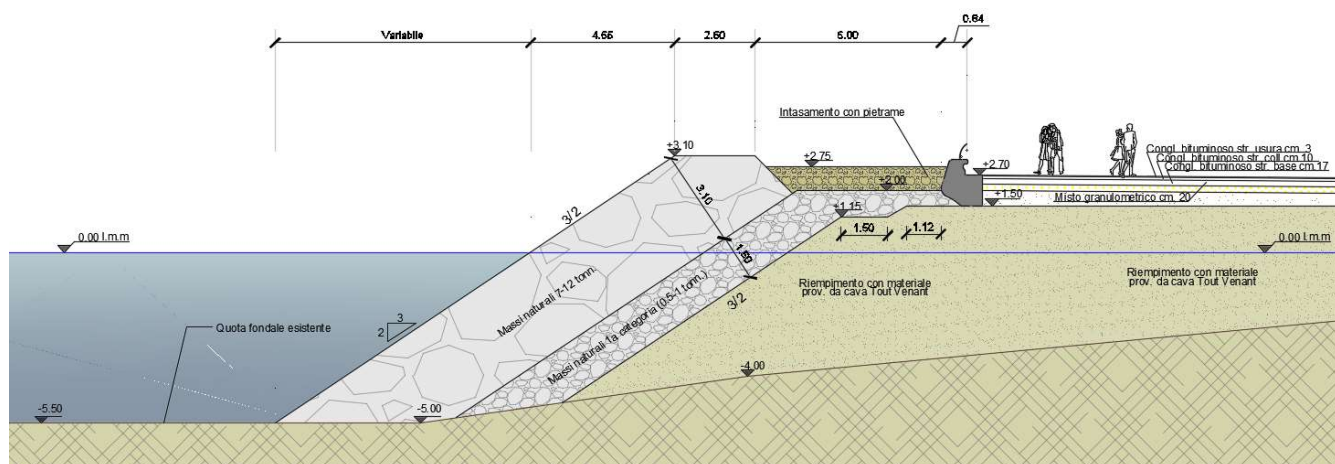 Variabile
4.65
2.60
6.00
0.64
Intasamento con pietrame
+3.10
+2.75
+2.70
+2.00
Congl. bituminoso str. usura cm. 3
Congl. bituminoso str. coll cm.10
Congl. bituminoso str. base cm.17
Misto granulometrico cm. 20
+1.50
+1.15
3.10
3/2
1.50
1.12
0.00 l.m.m
0.00 l.m.m
Massi naturali 7-12 tonn.
Massi naturali 1a categoria (0.5-1 tonn.)
3/2
Riempimento con materiale
prov. da cava Tout Venant
Riempimento con materiale
prov. da cava Tout Venant
3
2
Quota fondale esistente
-4.00
-5.50
-5.00